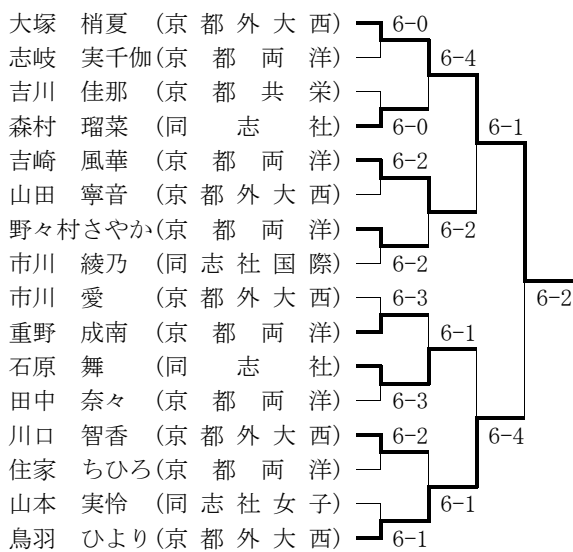 大塚 梢夏 (京都外大西) 6-0
志岐 実千伽(京都両洋) 6-4
吉川 佳那 (京都共栄)
森村 瑠菜 (同志社) 6-0 6-1
吉崎 風華 (京都両洋) 6-2
山田 寧音 (京都外大西)
野々村さやか(京都両洋) 6-2
市川 綾乃 (同志社国際) 6-2
市川 愛 (京都外大西) 6-3 6-2
重野 成南 (京都両洋) 6-1
石原 舞 (同志社)
田中 奈々 (京都両洋) 6-3
川口 智香 (京都外大西) 6-2 6-4
住家 ちひろ(京都両洋)
山本 実怜 (同志社女子) 6-1
鳥羽 ひより(京都外大西) 6-1